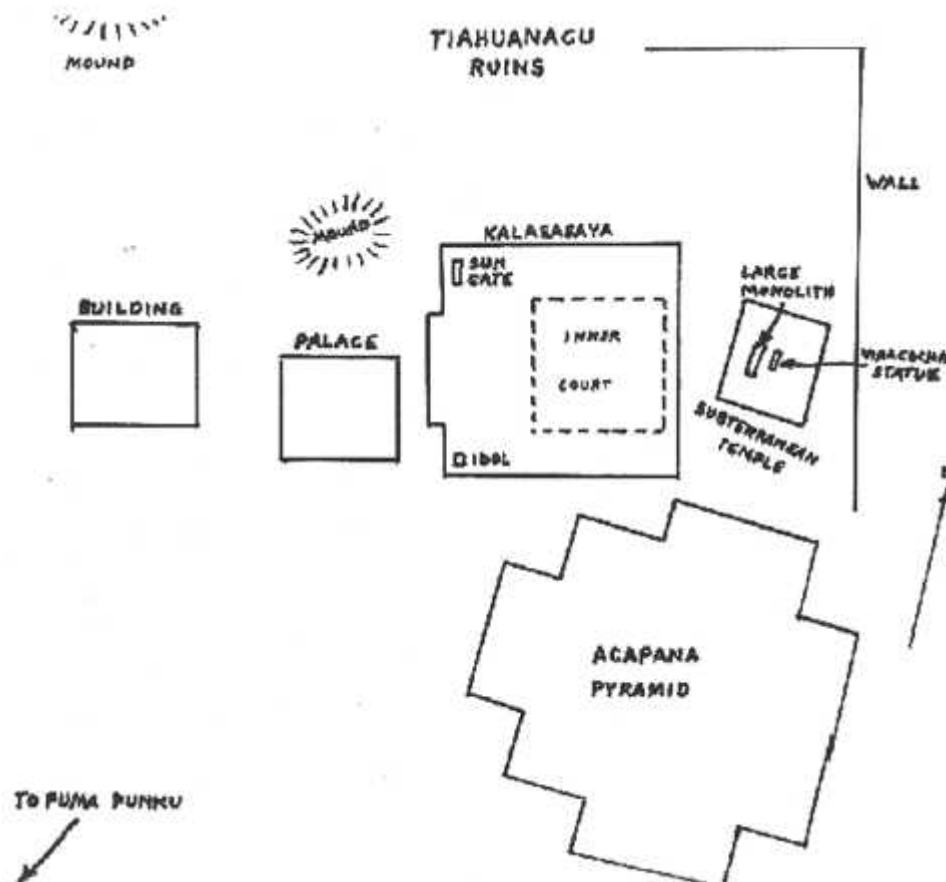 TIAHUANACU
RUINS
MOUND
WALL
MOUND
KALASASAYA
SUN
GATE
LARGE
MONOLITH
BUILDING
PALACE
INNER
COURT
STATUE
SUBTERRANEAN
TEMPLE
IDOL
ACAPANA
PYRAMID
TO PUMA PUNKU